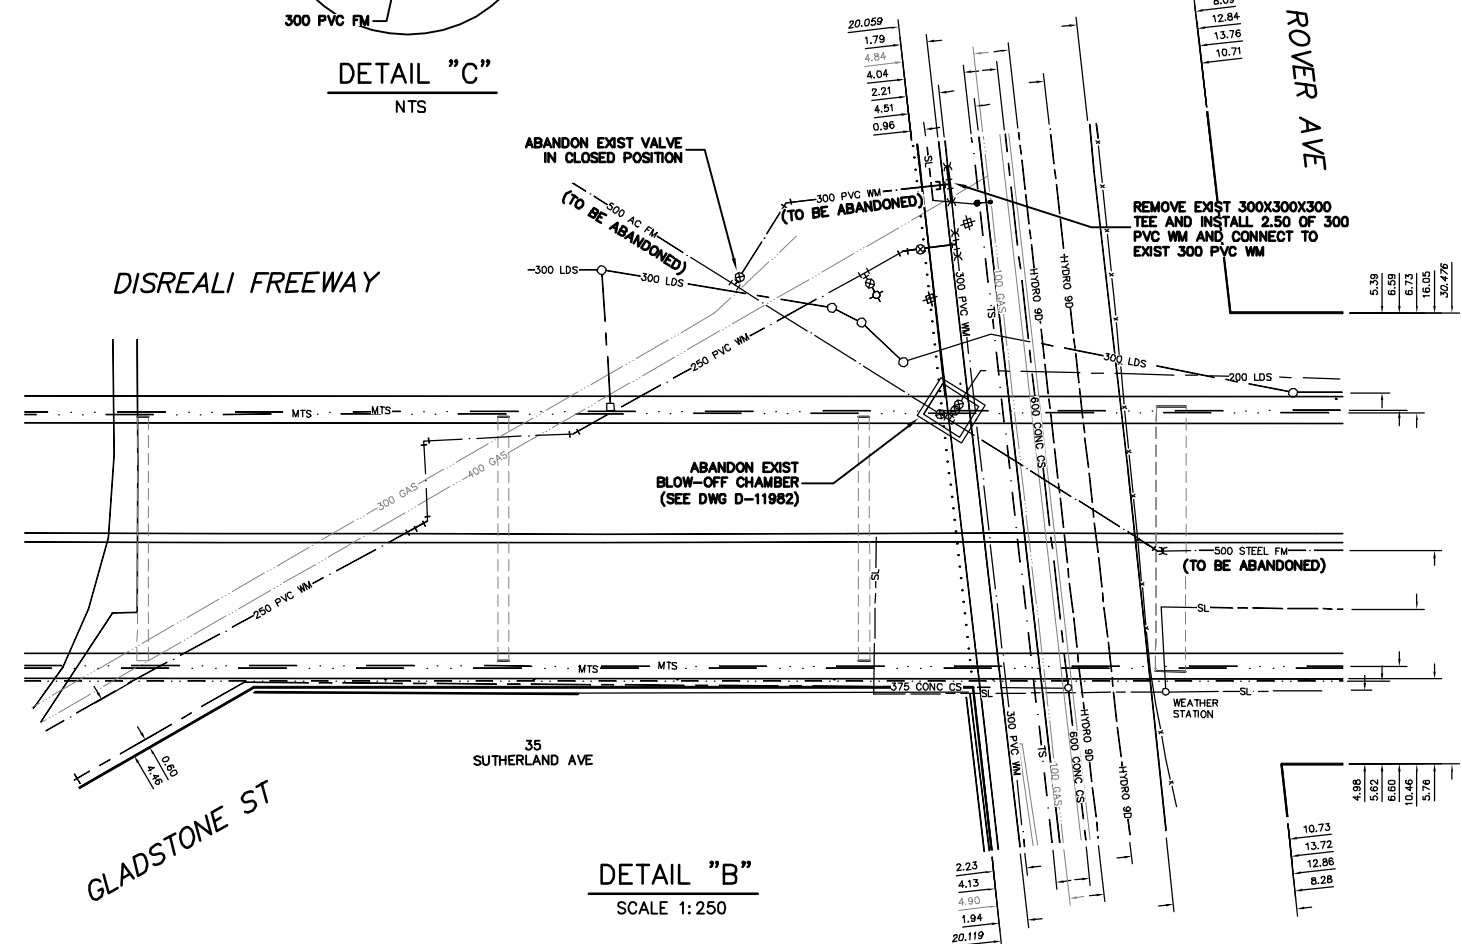 300 PVC FM
DETAIL "C"
NTS
20.059
1.79
4.84
4.04
2.21
4.51
0.96
12.84
13.76
10.71
ROVER AVE
ABANDON EXIST VALVE
IN CLOSED POSITION
500 AC FM
(TO BE ABANDONED)
300 PVC WM
(TO BE ABANDONED)
SL
REMOVE EXIST 300X300X300
TEE AND INSTALL 2.50 OF 300
PVC WM AND CONNECT TO
EXIST 300 PVC WM
DISREALI FREEWAY
300 LDS
300 LDS
250 PVC WM
300 PVC WM
TS
100 GAS
HYDRO 9D
HYDRO 9D
5.39
6.59
6.73
16.05
30.476
300 LDS
200 LDS
MTS
MTS
600 CONC CS
ABANDON EXIST
BLOW-OFF CHAMBER
(SEE DWG D-11982)
300 GAS
400 GAS
500 STEEL FM
(TO BE ABANDONED)
SL
250 PVC WM
SL
MTS
MTS
375 CONC CS
SL
SL
WEATHER
STATION
300 PVC WM
TS
100 GAS
600 CONC CS
HYDRO 9D
HYDRO 9D
35
SUTHERLAND AVE
0.60
4.46
GLADSTONE ST
4.98
5.62
6.60
10.46
5.76
10.73
13.72
12.86
8.28
DETAIL "B"
SCALE 1:250
2.23
4.13
4.90
1.94
20.119